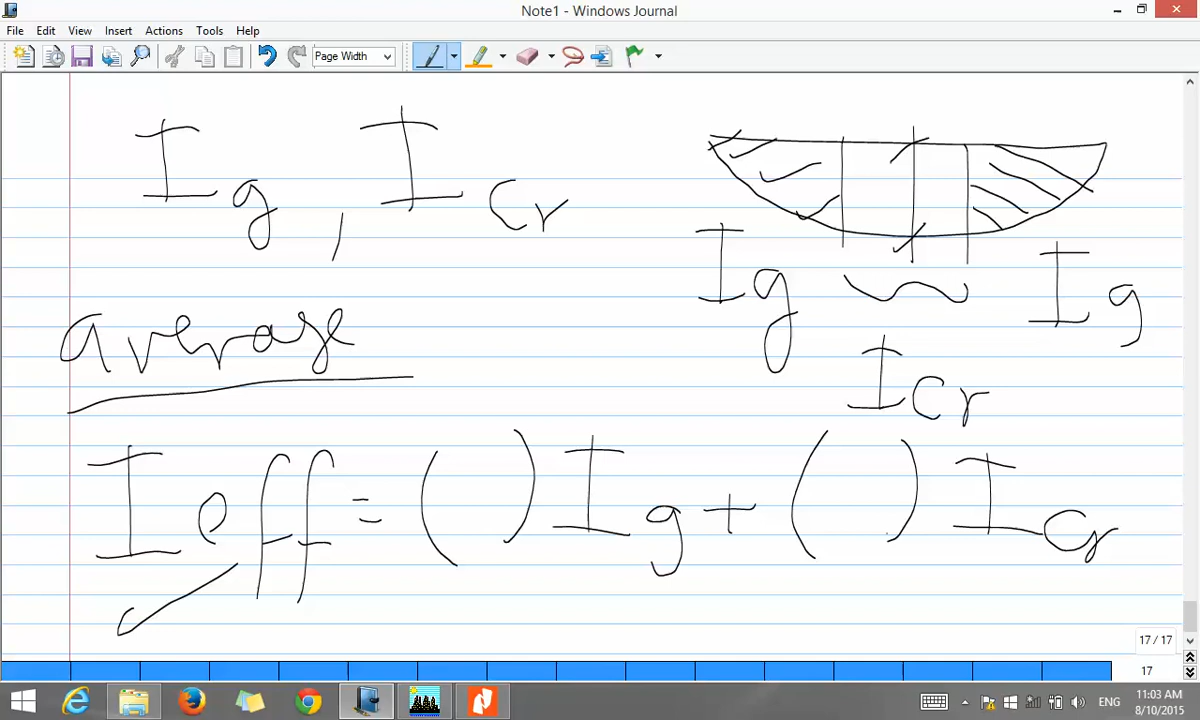 Note1 - Windows Journal
File Edit View Insert Actions Tools Help
Page Width
Ig , Icr
Ig Ig
Icr
average
Ieff = ( ) Ig + ( ) Icr
17 / 17
17
ENG
11:03 AM
8/10/2015